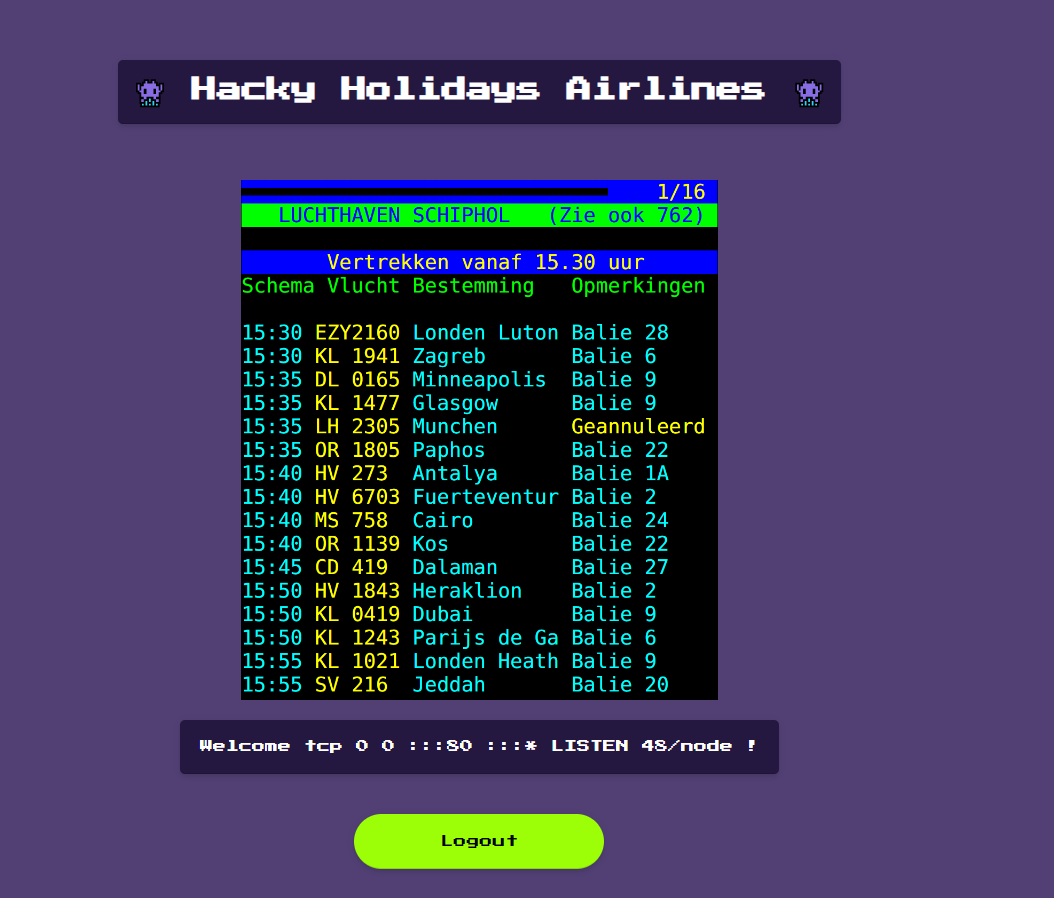 Hacky Holidays Airlines
1/16
LUCHTHAVEN SCHIPHOL (Zie ook 762)
Vertrekken vanaf 15.30 uur
Schema Vlucht Bestemming Opmerkingen
15:30 EZY2160 Londen Luton Balie 28
15:30 KL 1941 Zagreb Balie 6
15:35 DL 0165 Minneapolis Balie 9
15:35 KL 1477 Glasgow Balie 9
15:35 LH 2305 Munchen Geannuleerd
15:35 OR 1805 Paphos Balie 22
15:40 HV 273 Antalya Balie 1A
15:40 HV 6703 Fuerteventur Balie 2
15:40 MS 758 Cairo Balie 24
15:40 OR 1139 Kos Balie 22
15:45 CD 419 Dalaman Balie 27
15:50 HV 1843 Heraklion Balie 2
15:50 KL 0419 Dubai Balie 9
15:50 KL 1243 Parijs de Ga Balie 6
15:55 KL 1021 Londen Heath Balie 9
15:55 SV 216 Jeddah Balie 20
Welcome tcp 0 0 :::80 :::* LISTEN 48/node !
Logout